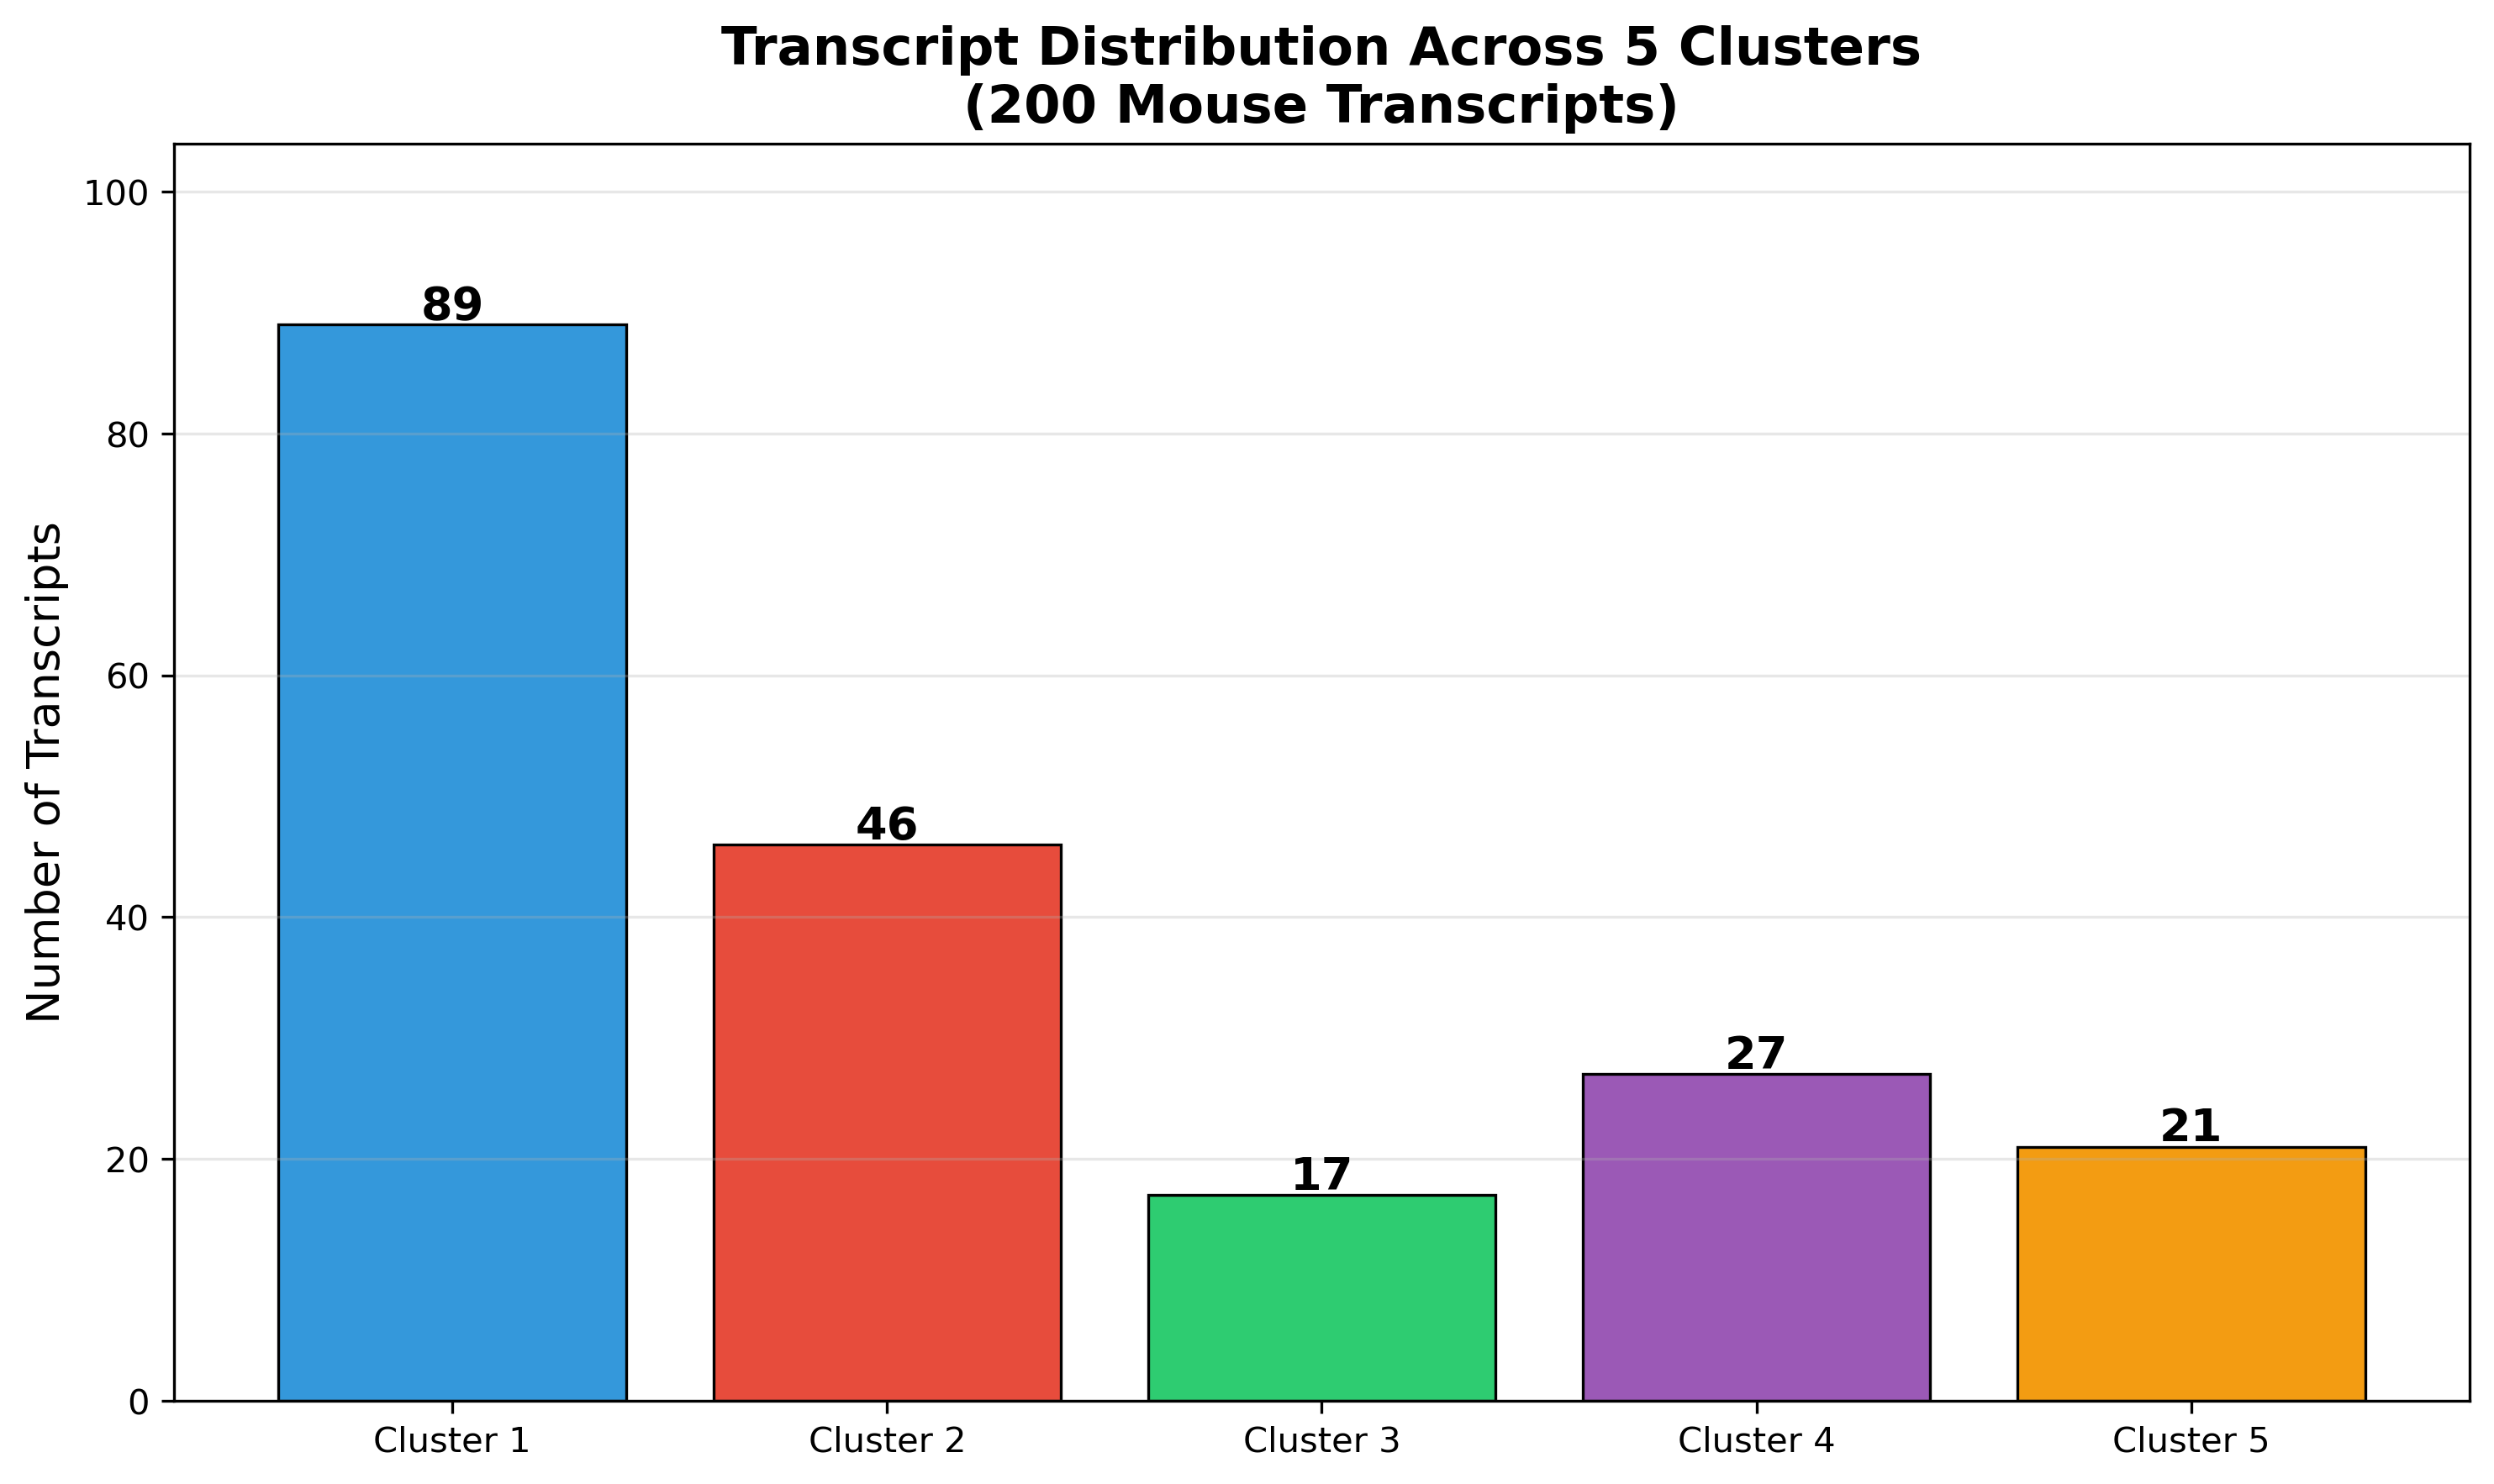 Transcript Distribution Across 5 Clusters
(200 Mouse Transcripts)
Number of Transcripts
100
80
60
40
20
0
89
46
17
27
21
Cluster 1
Cluster 2
Cluster 3
Cluster 4
Cluster 5